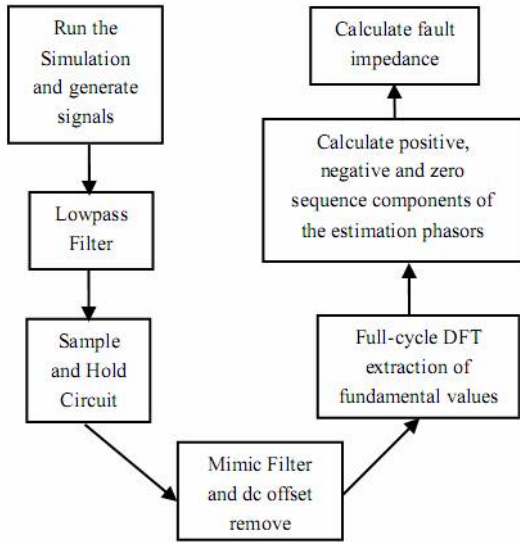 Run the
Simulation
and generate
signals
Lowpass
Filter
Sample
and Hold
Circuit
Mimic Filter
and dc offset
remove
Full-cycle DFT
extraction of
fundamental values
Calculate positive,
negative and zero
sequence components of
the estimation phasors
Calculate fault
impedance